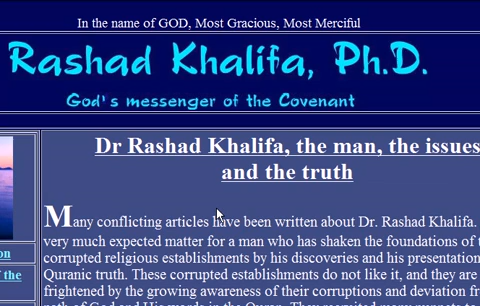 In the name of GOD, Most Gracious, Most Merciful
Rashad Khalifa, Ph.D.
God's messenger of the Covenant
Dr Rashad Khalifa, the man, the issues
and the truth
Many conflicting articles have been written about Dr. Rashad Khalifa.
very much expected matter for a man who has shaken the foundations of t
corrupted religious establishments by his discoveries and his presentation
Quranic truth. These corrupted establishments do not like it, and they are
frightened by the growing awareness of their corruptions and deviation fr
on
f the